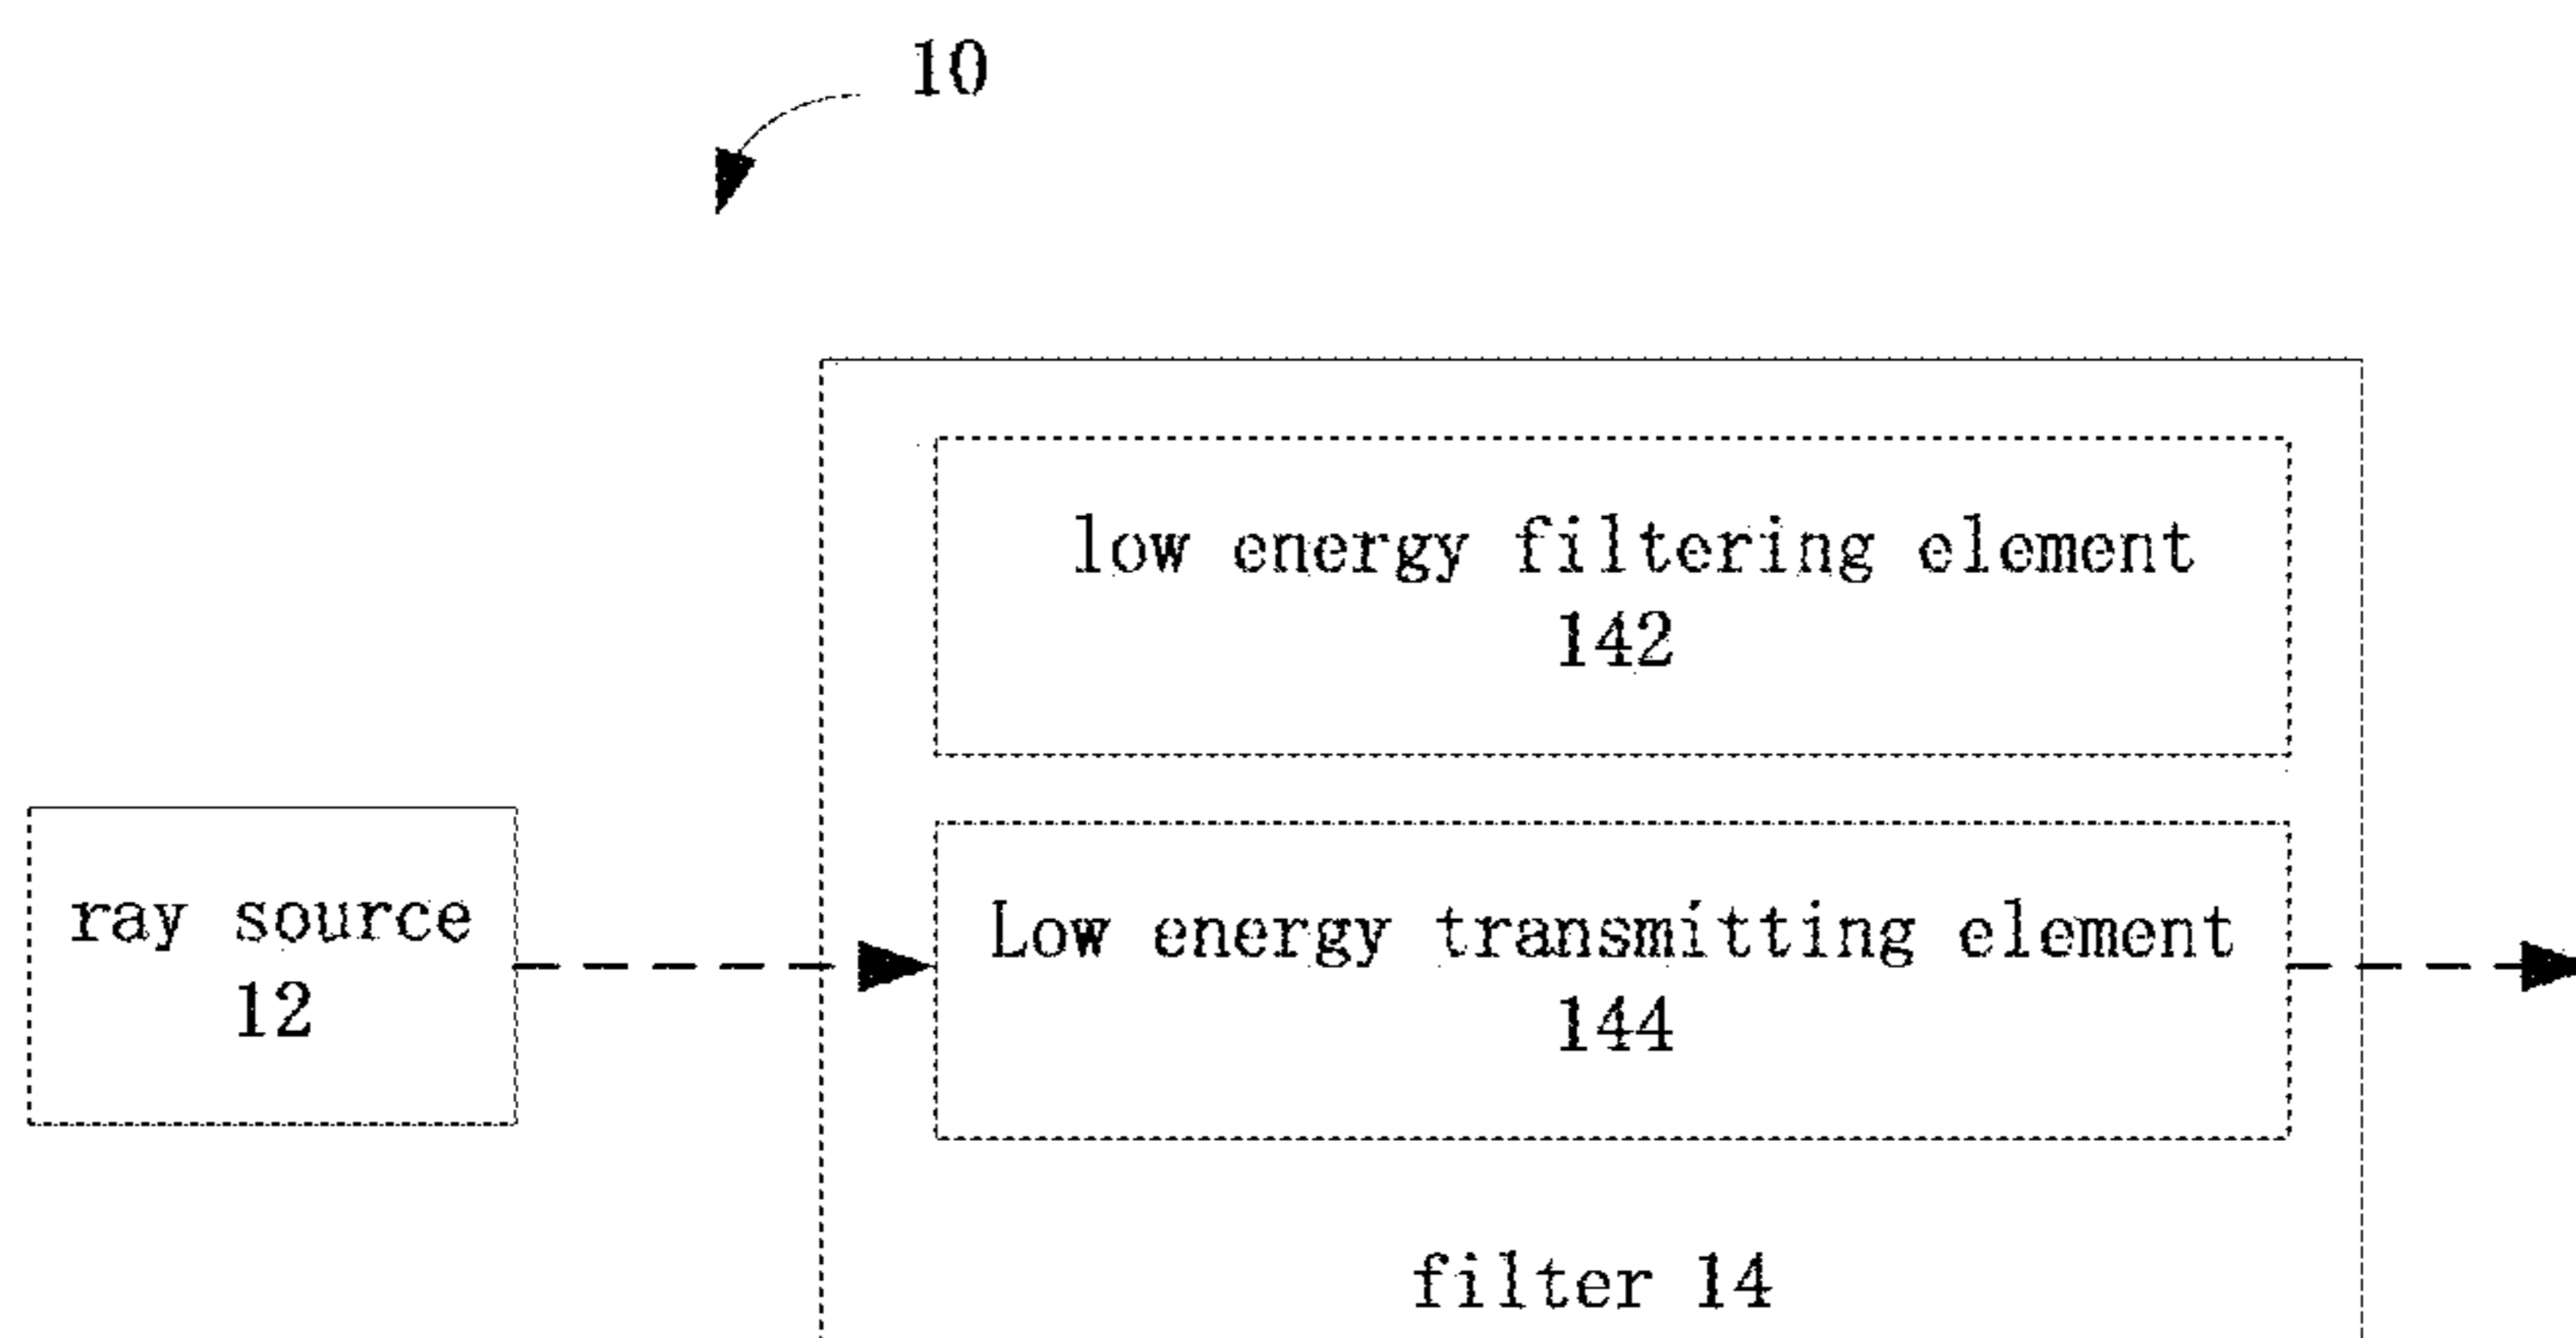 10
low energy filtering element
142
ray source
12
Low energy transmitting element
144
filter 14